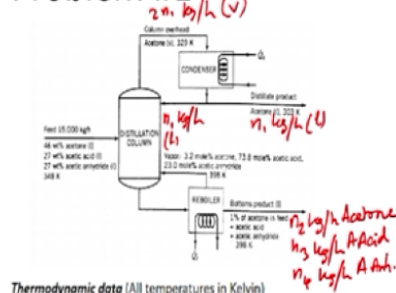 2n₁ kg/h (v)
Column overhead
Acetone (v), 329 K
CONDENSER
Distillate product
Acetone (l), 303 K
n₁ kg/h (l)
n₁ kg/h
(l)
Feed 15,000 kg/h
46 wt% acetone (l)
27 wt% acetic acid (l)
27 wt% acetic anhydride (l)
348 K
DISTILLATION
COLUMN
Vapor: 3.2 mole% acetone, 73.8 mole% acetic acid,
23.0 mole% acetic anhydride
398 K
REBOILER
Bottoms product (l)
1% of acetone in feed
+ acetic acid
+ acetic anhydride
398 K
n₂ kg/h Acetone
n₃ kg/h A Acid
n₄ kg/h A Anh.
Thermodynamic data (All temperatures in Kelvin)